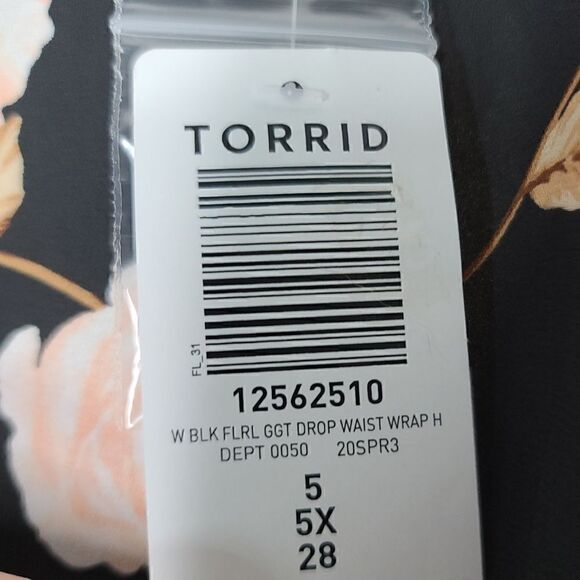 TORRID
FL_31
12562510
W BLK FLRL GGT DROP WAIST WRAP H
DEPT 0050 20SPR3
5
5X
28